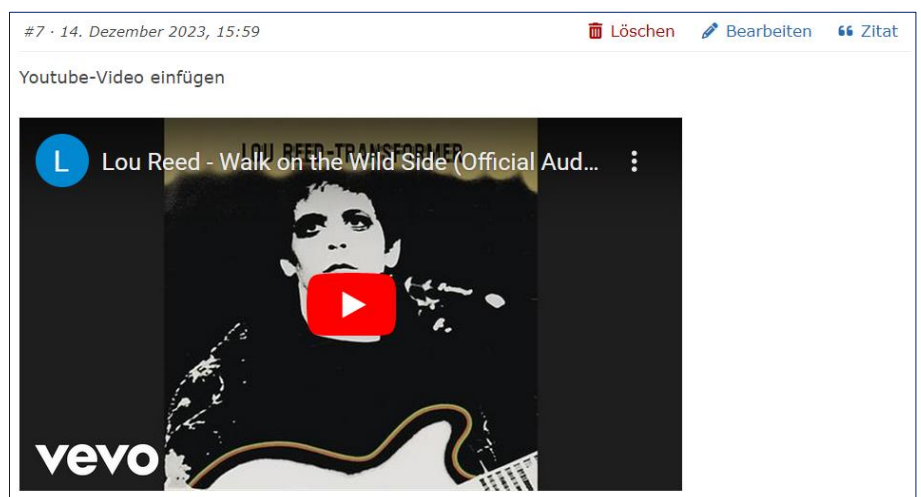 #7 · 14. Dezember 2023, 15:59 Löschen Bearbeiten Zitat
Youtube-Video einfügen
LOU REED-TRANSFORMER
L Lou Reed - Walk on the Wild Side (Official Aud...
vevo